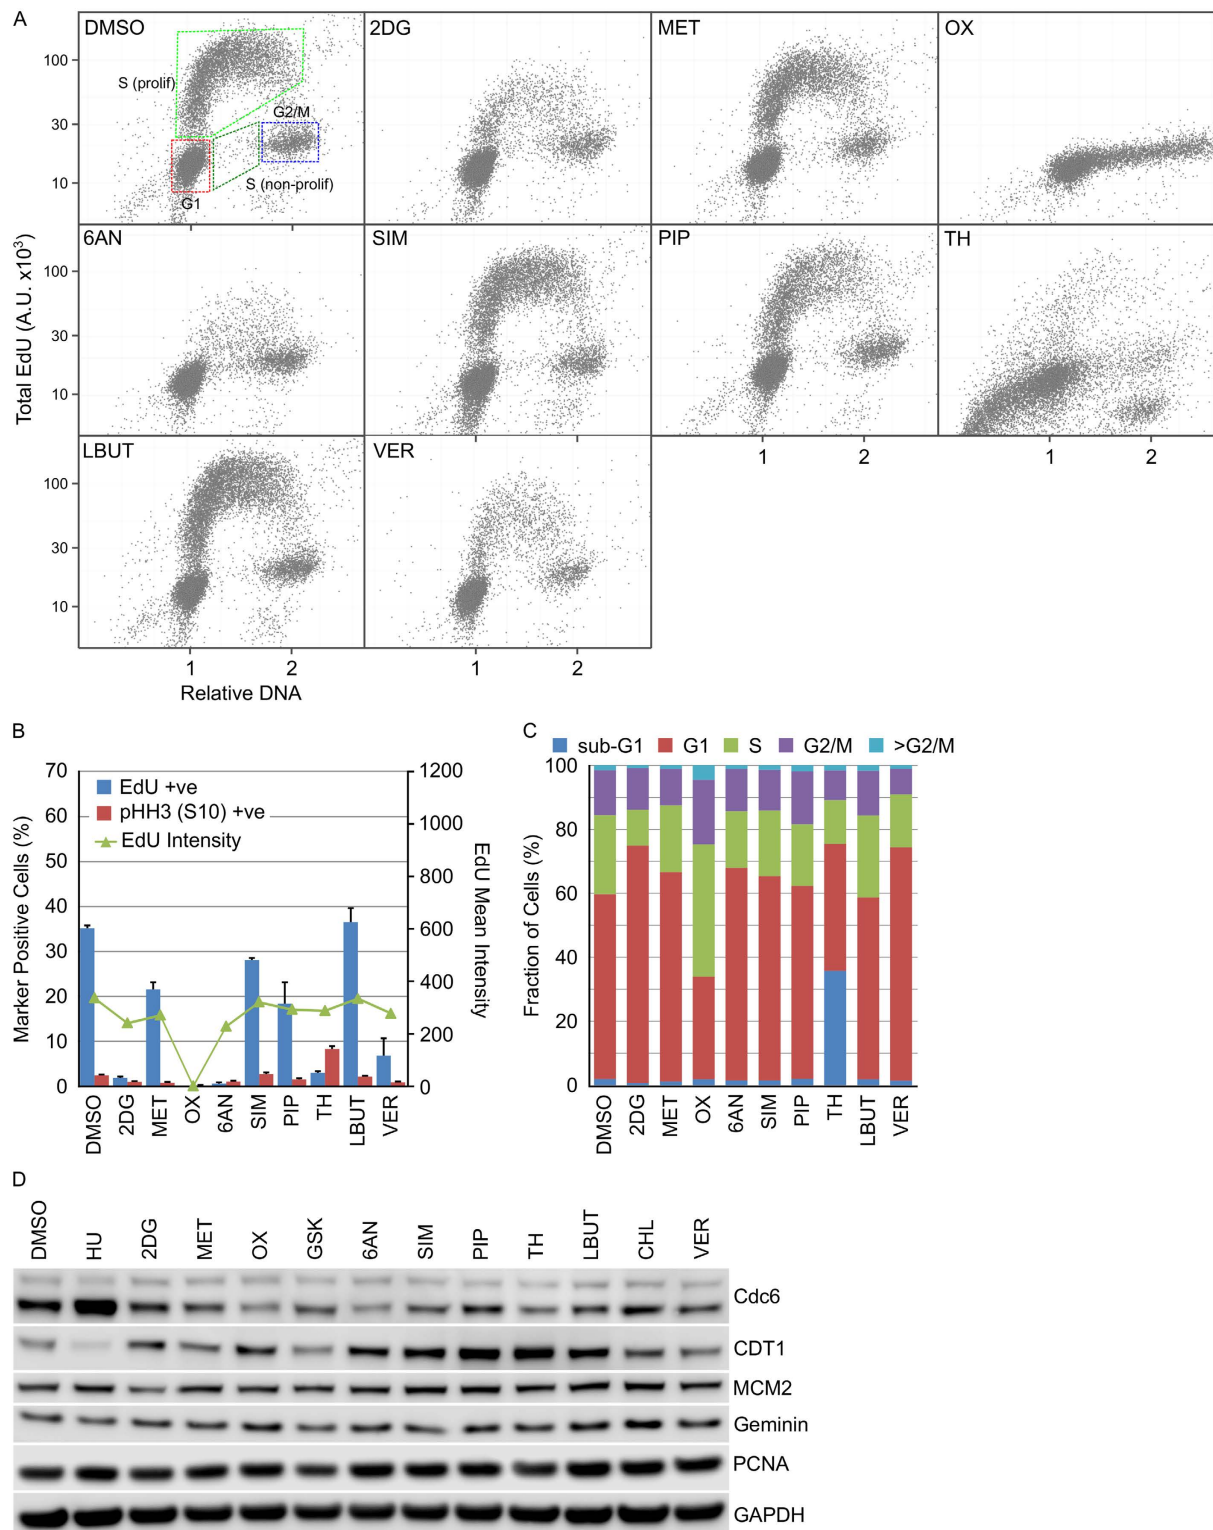 A
DMSO
2DG
MET
OX
100
S (prolif)
30
G2/M
10
S (non-prolif)
G1
6AN
SIM
PIP
TH
100
30
10
Total EdU (A.U. x10³)
1 2 1 2
LBUT
VER
100
30
10
1 2 1 2
Relative DNA
B
70
60
50
40
30
20
10
0
Marker Positive Cells (%)
EdU +ve
pHH3 (S10) +ve
EdU Intensity
1200
1000
800
600
400
200
0
EdU Mean Intensity
DMSO 2DG MET OX 6AN SIM PIP TH LBUT VER
C
sub-G1 G1 S G2/M >G2/M
100
80
60
40
20
0
Fraction of Cells (%)
DMSO 2DG MET OX 6AN SIM PIP TH LBUT VER
D
DMSO HU 2DG MET OX GSK 6AN SIM PIP TH LBUT CHL VER
Cdc6
CDT1
MCM2
Geminin
PCNA
GAPDH